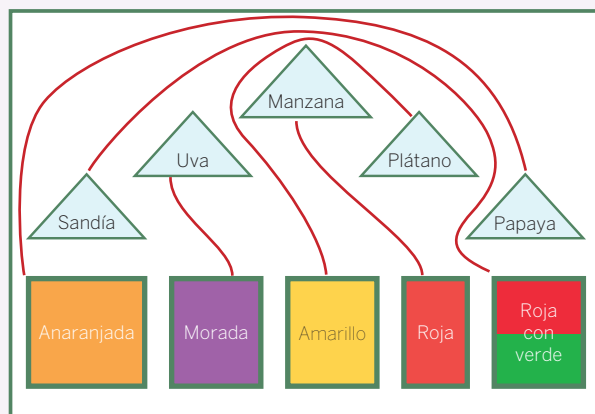 Manzana
Uva
Plátano
Sandía
Papaya
Anaranjada
Morada
Amarillo
Roja
Roja
con
verde